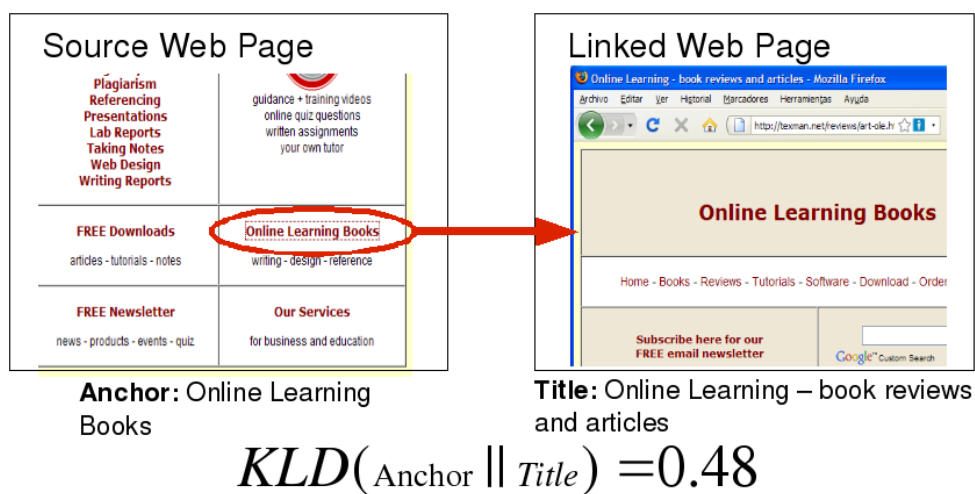 Source Web Page
Plagiarism
Referencing
Presentations
Lab Reports
Taking Notes
Web Design
Writing Reports
guidance + training videos
online quiz questions
written assignments
your own tutor
FREE Downloads
articles - tutorials - notes
Online Learning Books
writing - design - reference
FREE Newsletter
news - products - events - quiz
Our Services
for business and education
Anchor: Online Learning
Books
Linked Web Page
Online Learning - book reviews and articles - Mozilla Firefox
Archivo Editar Ver Historial Marcadores Herramientas Ayuda
http://texman.net/reviews/art-ole.h
Online Learning Books
Home - Books - Reviews - Tutorials - Software - Download - Order
Subscribe here for our
FREE email newsletter
Google™ Custom Search
Title: Online Learning – book reviews
and articles
KLD(Anchor || Title) =0.48